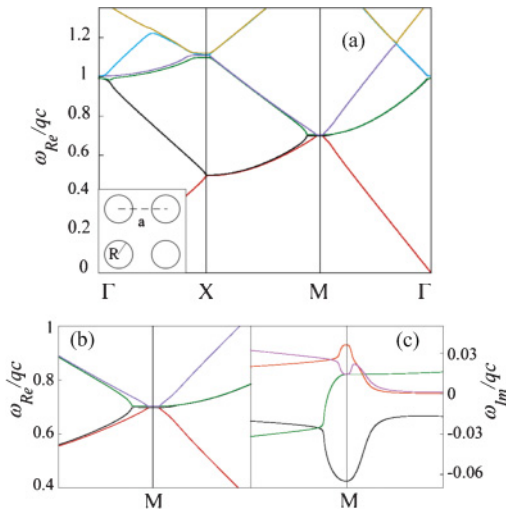 1.2
(a)
1
0.8
0.6
0.4
0.2
0
ω_Re/qc
a
R
Γ X M Γ
(b)
1
0.8
0.6
0.4
ω_Re/qc
M
(c)
0.03
0
-0.03
-0.06
ω_Im/qc
M